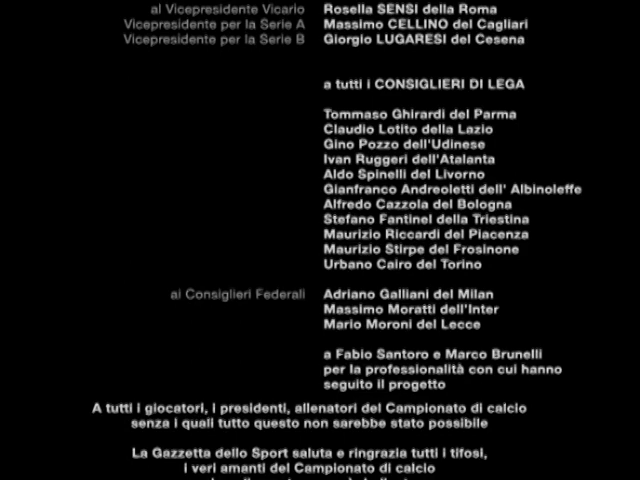 al Vicepresidente Vicario Rosella SENSI della Roma
Vicepresidente per la Serie A Massimo CELLINO del Cagliari
Vicepresidente per la Serie B Giorgio LUGARESI del Cesena
a tutti i CONSIGLIERI DI LEGA
Tommaso Ghirardi del Parma
Claudio Lotito della Lazio
Gino Pozzo dell'Udinese
Ivan Ruggeri dell'Atalanta
Aldo Spinelli del Livorno
Gianfranco Andreoletti dell' Albinoleffe
Alfredo Cazzola del Bologna
Stefano Fantinel della Triestina
Maurizio Riccardi del Piacenza
Maurizio Stirpe del Frosinone
Urbano Cairo del Torino
ai Consiglieri Federali Adriano Galliani del Milan
Massimo Moratti dell'Inter
Mario Moroni del Lecce
a Fabio Santoro e Marco Brunelli
per la professionalità con cui hanno
seguito il progetto
A tutti i giocatori, i presidenti, allenatori del Campionato di calcio
senza i quali tutto questo non sarebbe stato possibile
La Gazzetta dello Sport saluta e ringrazia tutti i tifosi,
i veri amanti del Campionato di calcio